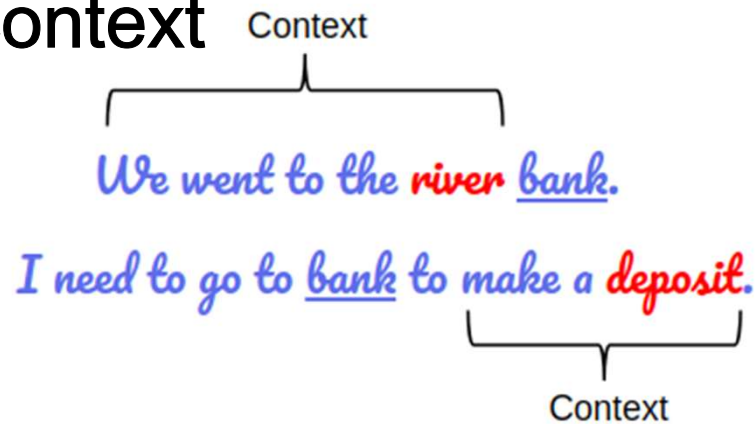 ontext
Context
We went to the river bank.
I need to go to bank to make a deposit.
Context